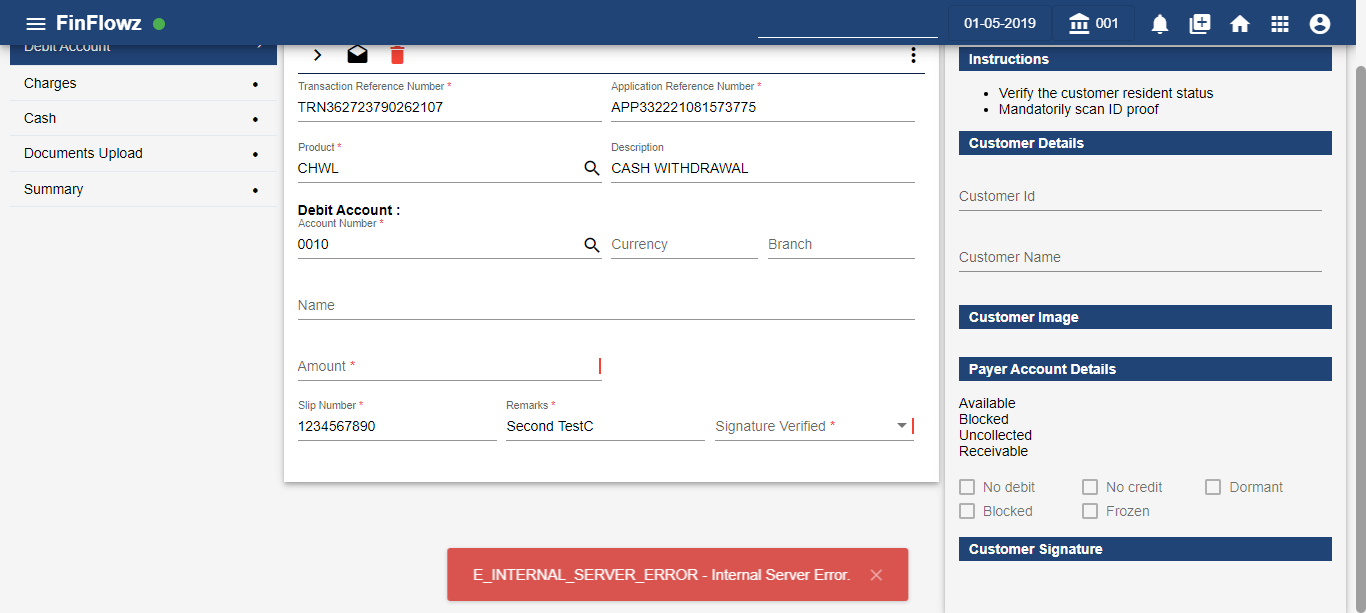 FinFlowz
01-05-2019
001
Debit Account
Charges
Cash
Documents Upload
Summary
Transaction Reference Number *
Application Reference Number *
TRN362723790262107
APP332221081573775
Product *
Description
CHWL
CASH WITHDRAWAL
Debit Account :
Account Number *
0010
Currency
Branch
Name
Amount *
Slip Number *
Remarks *
1234567890
Second TestC
Signature Verified *
Instructions
Verify the customer resident status
Mandatorily scan ID proof
Customer Details
Customer Id
Customer Name
Customer Image
Payer Account Details
Available
Blocked
Uncollected
Receivable
No debit
No credit
Dormant
Blocked
Frozen
Customer Signature
E_INTERNAL_SERVER_ERROR - Internal Server Error.